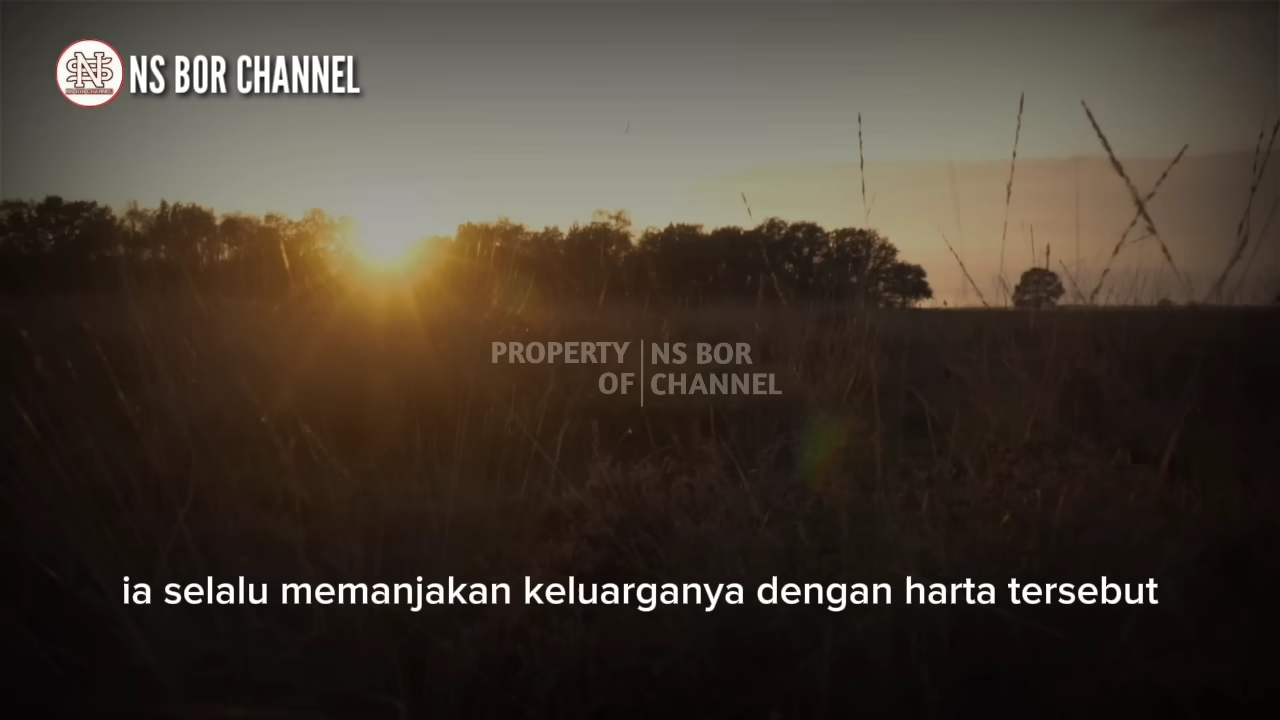 NS BOR CHANNEL
PROPERTY OF
NS BOR CHANNEL
ia selalu memanjakan keluarganya dengan harta tersebut